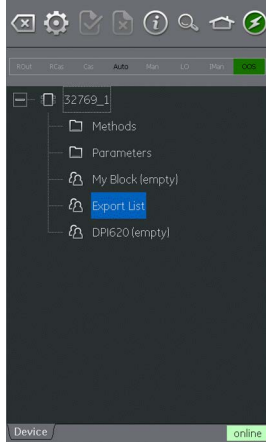 ROut RCas Cas Auto Man LO IMan OOS
32769_1
Methods
Parameters
My Block (empty)
Export List
DPI620 (empty)
Device
online